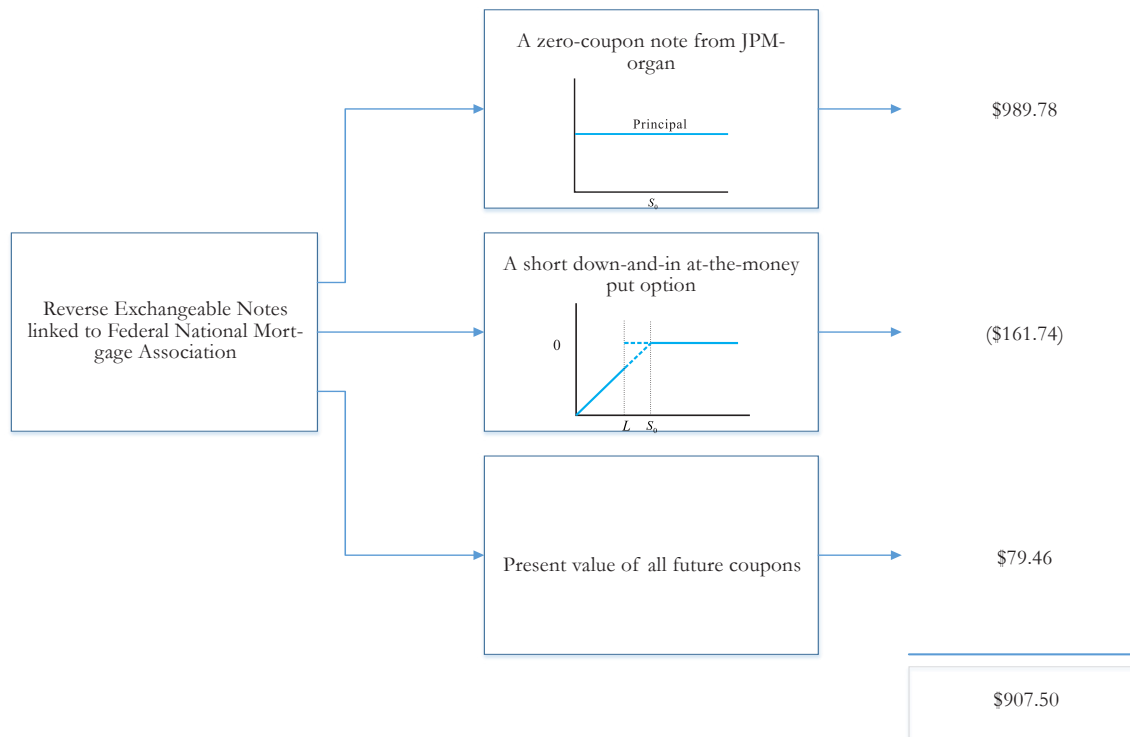 A zero-coupon note from JPM-
organ
Principal
S₀
$989.78
Reverse Exchangeable Notes
linked to Federal National Mort-
gage Association
A short down-and-in at-the-money
put option
0
L S₀
($161.74)
Present value of all future coupons
$79.46
$907.50